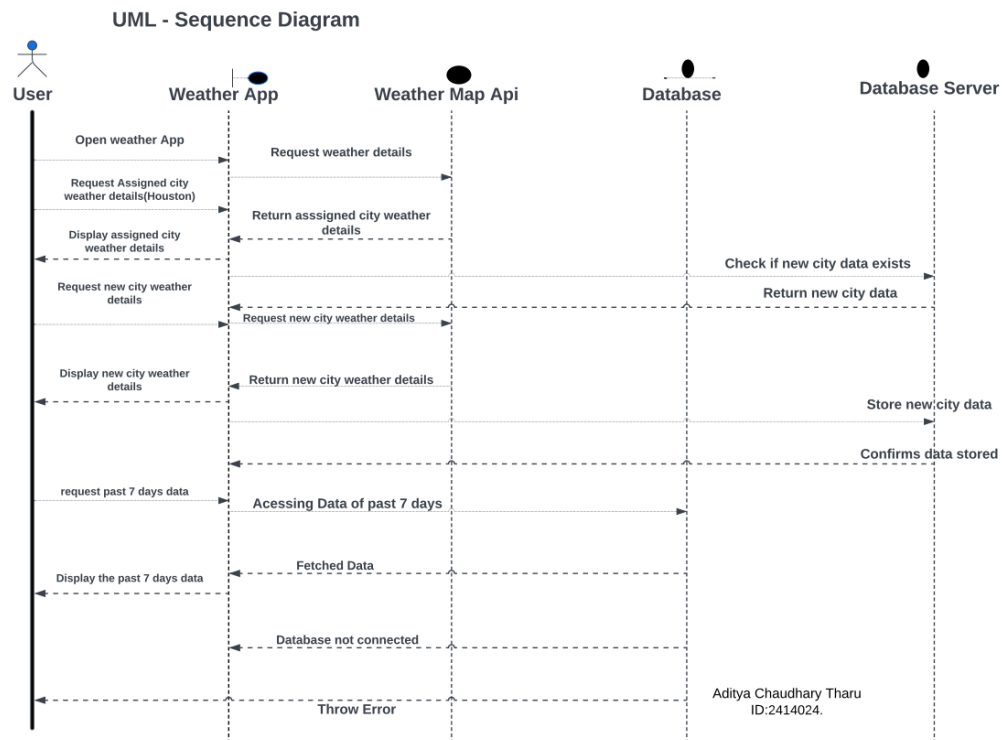 UML - Sequence Diagram
User
Weather App
Weather Map Api
Database
Database Server
Open weather App
Request weather details
Request Assigned city
weather details(Houston)
Return asssigned city weather
details
Display assigned city
weather details
Check if new city data exists
Request new city weather
details
Return new city data
Request new city weather details
Display new city weather
details
Return new city weather details
Store new city data
Confirms data stored
request past 7 days data
Acessing Data of past 7 days
Fetched Data
Display the past 7 days data
Database not connected
Throw Error
Aditya Chaudhary Tharu
ID:2414024.